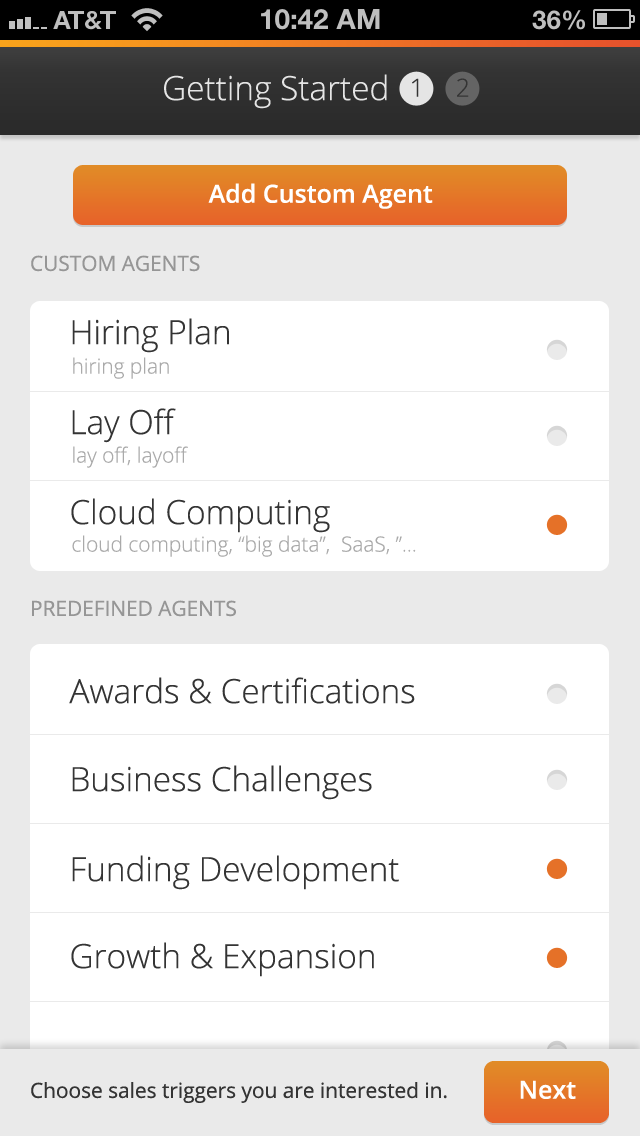 AT&T 10:42 AM 36%
Getting Started 1 2
Add Custom Agent
CUSTOM AGENTS
Hiring Plan
hiring plan
Lay Off
lay off, layoff
Cloud Computing
cloud computing, “big data”,  SaaS, ”...
PREDEFINED AGENTS
Awards & Certifications
Business Challenges
Funding Development
Growth & Expansion
Choose sales triggers you are interested in. Next